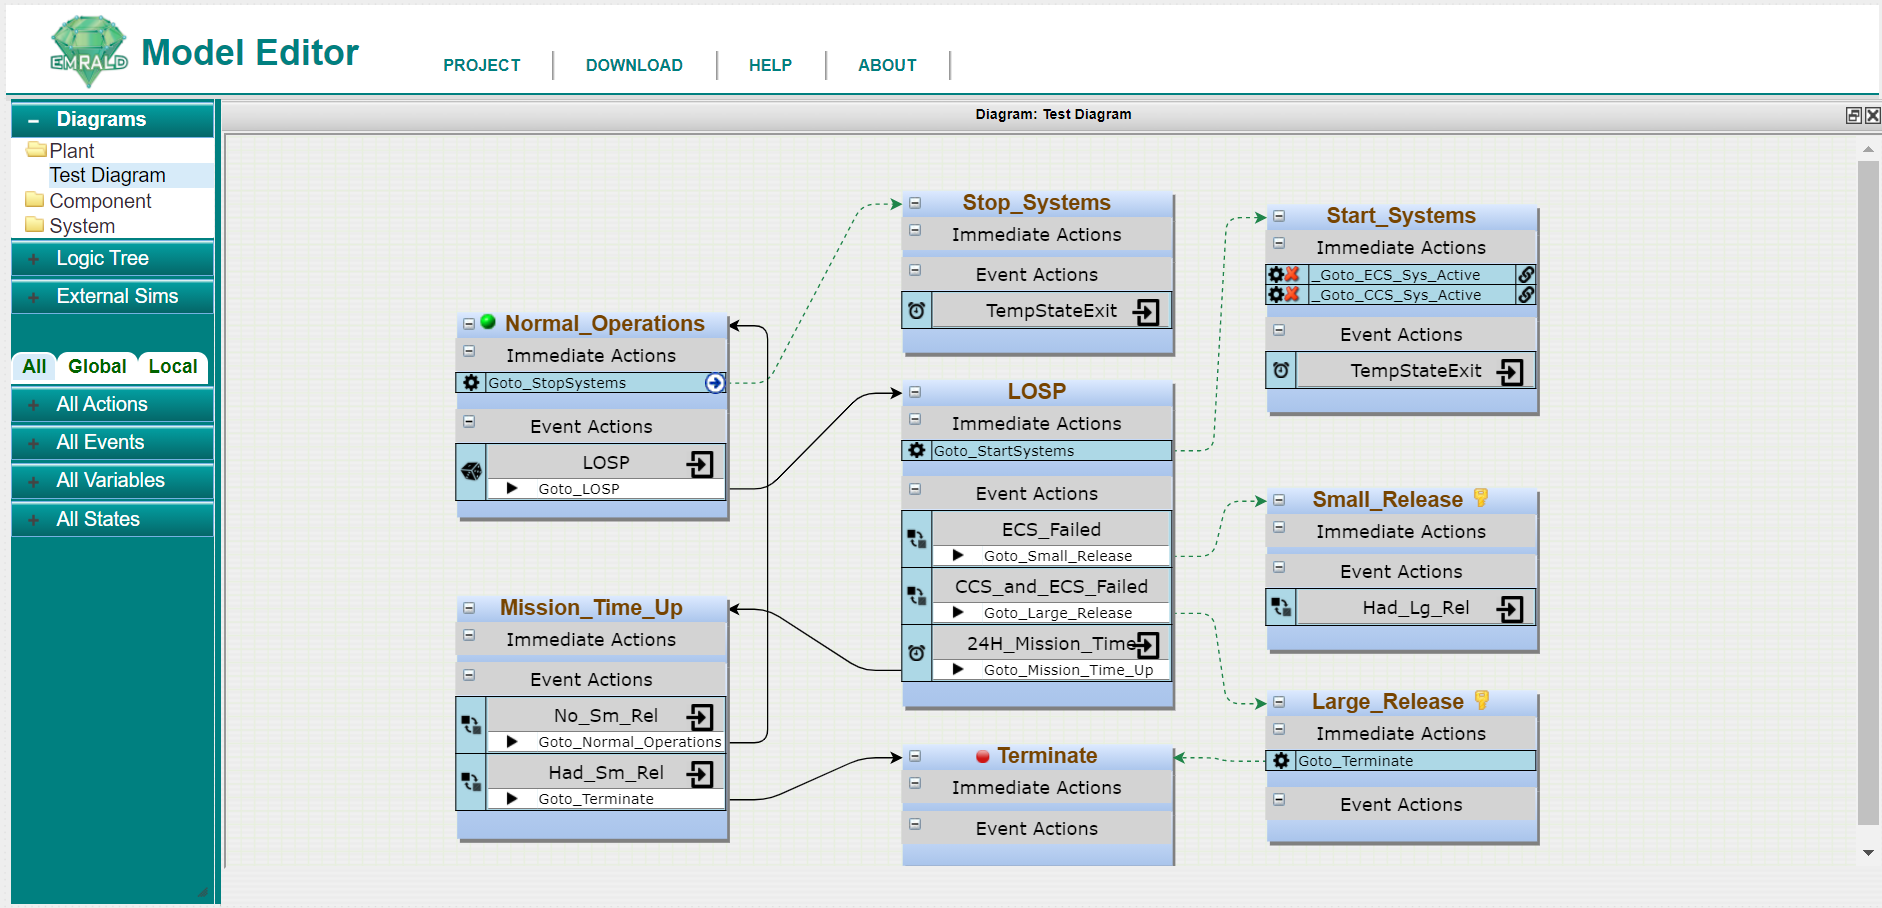 EMRALD
Model Editor
PROJECT
DOWNLOAD
HELP
ABOUT
Diagrams
Plant
Test Diagram
Component
System
Logic Tree
External Sims
All
Global
Local
All Actions
All Events
All Variables
All States
Diagram: Test Diagram
Normal_Operations
Immediate Actions
Goto_StopSystems
Event Actions
LOSP
Goto_LOSP
Mission_Time_Up
Immediate Actions
Event Actions
No_Sm_Rel
Goto_Normal_Operations
Had_Sm_Rel
Goto_Terminate
Stop_Systems
Immediate Actions
Event Actions
TempStateExit
LOSP
Immediate Actions
Goto_StartSystems
Event Actions
ECS_Failed
Goto_Small_Release
CCS_and_ECS_Failed
Goto_Large_Release
24H_Mission_Time
Goto_Mission_Time_Up
Terminate
Immediate Actions
Event Actions
Start_Systems
Immediate Actions
_Goto_ECS_Sys_Active
_Goto_CCS_Sys_Active
Event Actions
TempStateExit
Small_Release
Immediate Actions
Event Actions
Had_Lg_Rel
Large_Release
Immediate Actions
Goto_Terminate
Event Actions